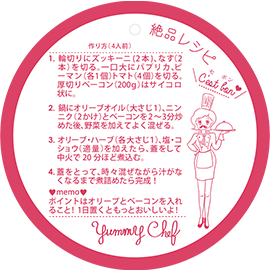 絶品レシピ
セ ボン
C'est bon!♥
作り方(4人前)
1. 輪切りにズッキーニ(2本)、なす(2
本)を切る。一口大にパプリカ、ピ
ーマン(各1個)トマト(4個)を切る。
厚切りベーコン(200g)はサイコロ
状に。
2. 鍋にオリーブオイル(大さじ1)、ニン
ニク(2かけ)とベーコンを2〜3分炒
めた後、野菜を加えてよく混ぜる。
3. オリーブ・ハーブ(各大さじ1)、塩・コ
ショウ(適量)を加えたら、蓋をして
中火で20分ほど煮込む。
4. 蓋をとって、時々混ぜながら汁がな
くなるまで煮詰めたら完成!
♥memo♥
ポイントはオリーブとベーコンを入れ
ること! 1日置くともっとおいしいよ!
Yummy Chef